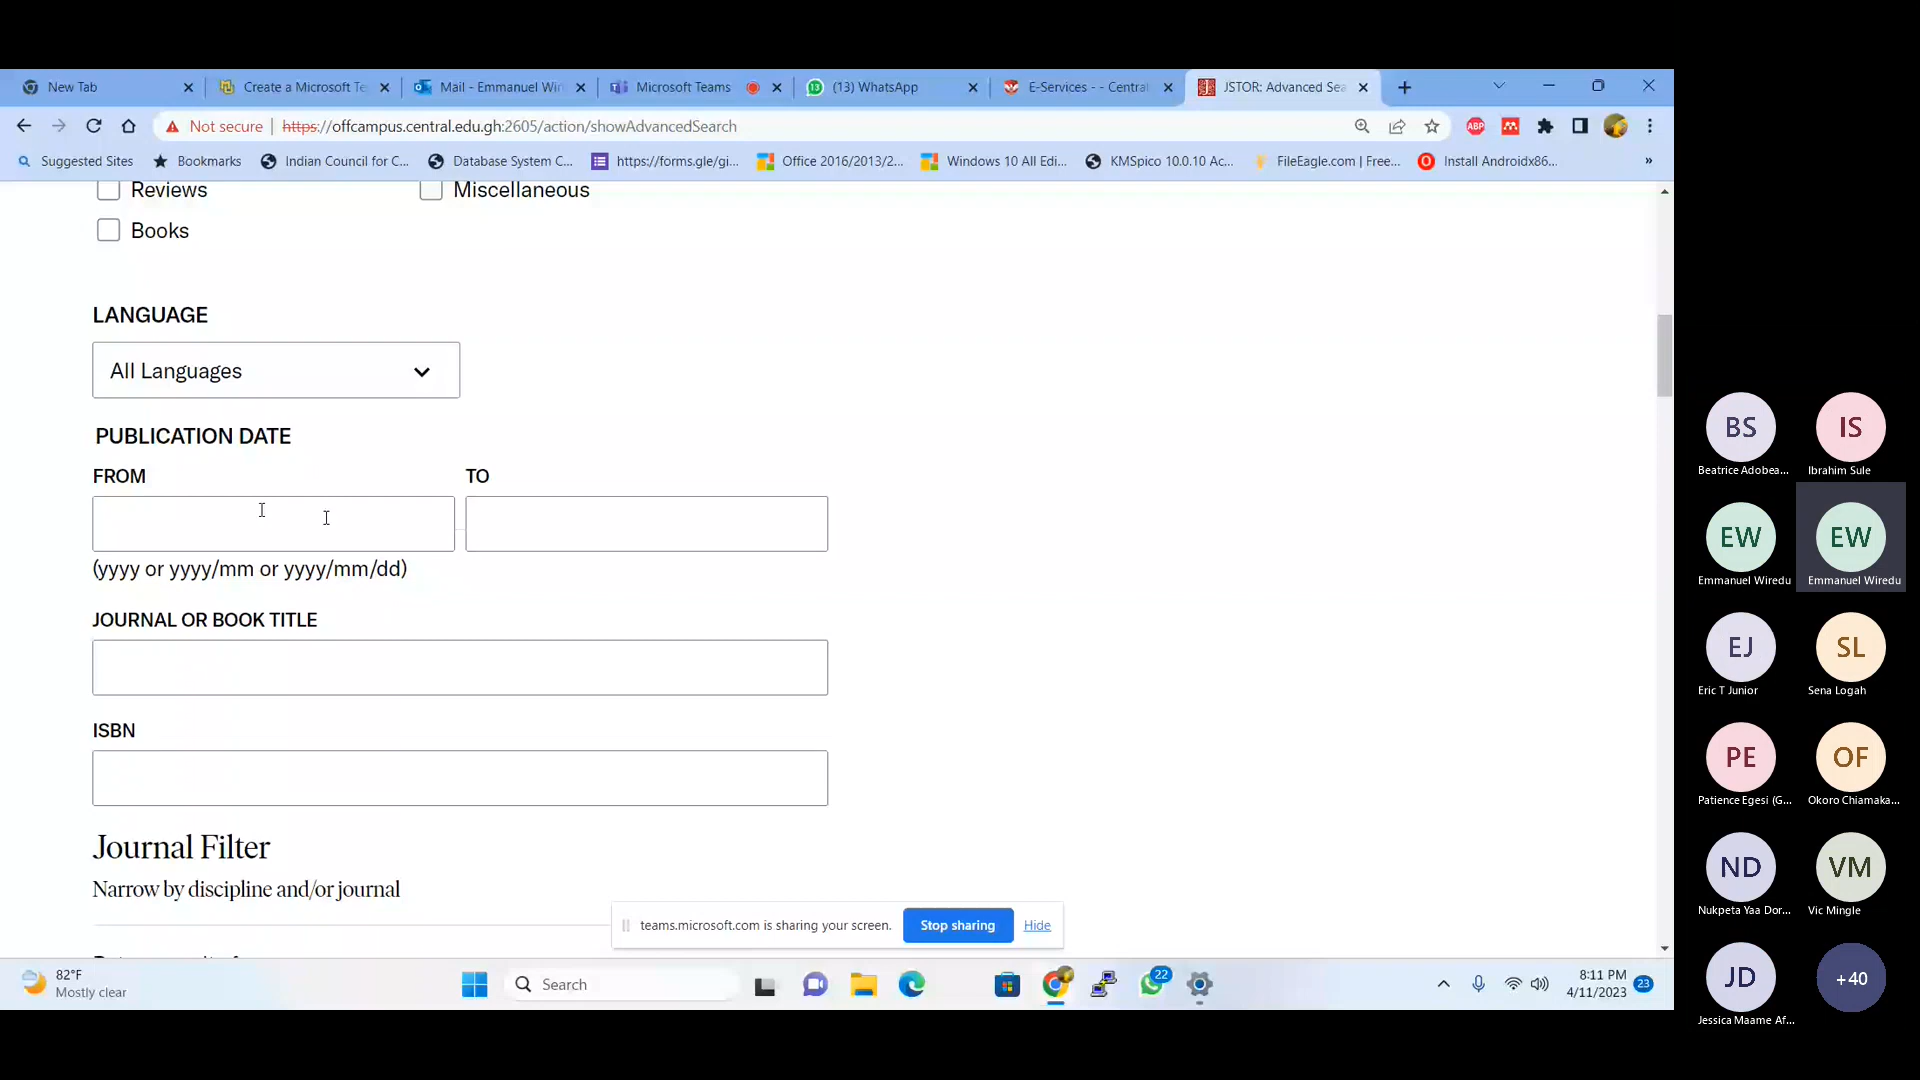 New Tab
Create a Microsoft Te
Mail - Emmanuel Wir
Microsoft Teams
13
(13) WhatsApp
E-Services - - Central
JSTOR: Advanced Sea
Not secure
https://offcampus.central.edu.gh:2605/action/showAdvancedSearch
ABP
Suggested Sites
Bookmarks
Indian Council for C...
Database System C...
https://forms.gle/gi...
Office 2016/2013/2...
Windows 10 All Edi...
KMSpico 10.0.10 Ac...
FileEagle.com | Free...
Install Androidx86...
»
Reviews
Miscellaneous
Books
LANGUAGE
All Languages
PUBLICATION DATE
FROM
TO
(yyyy or yyyy/mm or yyyy/mm/dd)
JOURNAL OR BOOK TITLE
ISBN
Journal Filter
Narrow by discipline and/or journal
teams.microsoft.com is sharing your screen.
Stop sharing
Hide
82°F
Mostly clear
Search
22
8:11 PM
4/11/2023
23
BS
Beatrice Adobea...
IS
Ibrahim Sule
EW
Emmanuel Wiredu
EW
Emmanuel Wiredu
EJ
Eric T Junior
SL
Sena Logah
PE
Patience Egesi (G...
OF
Okoro Chiamaka...
ND
Nukpeta Yaa Dor...
VM
Vic Mingle
JD
Jessica Maame Af...
+40